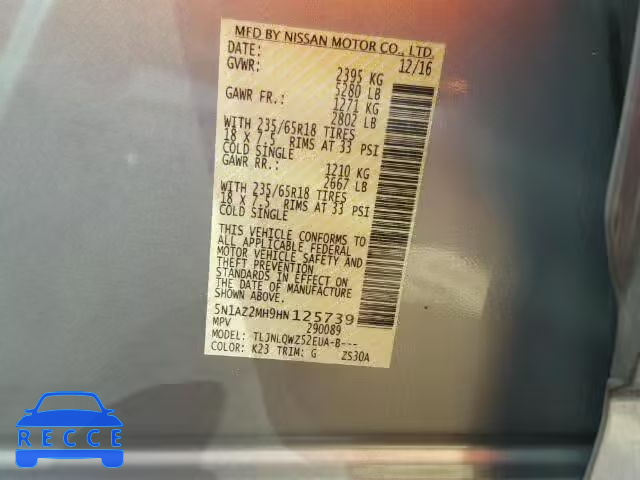 MFD BY NISSAN MOTOR CO., LTD.
DATE: 12/16
GVWR: 2395 KG
5280 LB
GAWR FR.: 1271 KG
2802 LB
WITH 235/65R18 TIRES
18 X 7.5 RIMS AT 33 PSI
COLD SINGLE
GAWR RR.: 1210 KG
2667 LB
WITH 235/65R18 TIRES
18 X 7.5 RIMS AT 33 PSI
COLD SINGLE
THIS VEHICLE CONFORMS TO
ALL APPLICABLE FEDERAL
MOTOR VEHICLE SAFETY AND
THEFT PREVENTION
STANDARDS IN EFFECT ON
THE DATE OF MANUFACTURE
SHOWN ABOVE.
5N1AZ2MH9HN125739
MPV 290089
MODEL: TLJNLQWZ52EUA-B---
COLOR: K23 TRIM: G ZS30A
RECCE